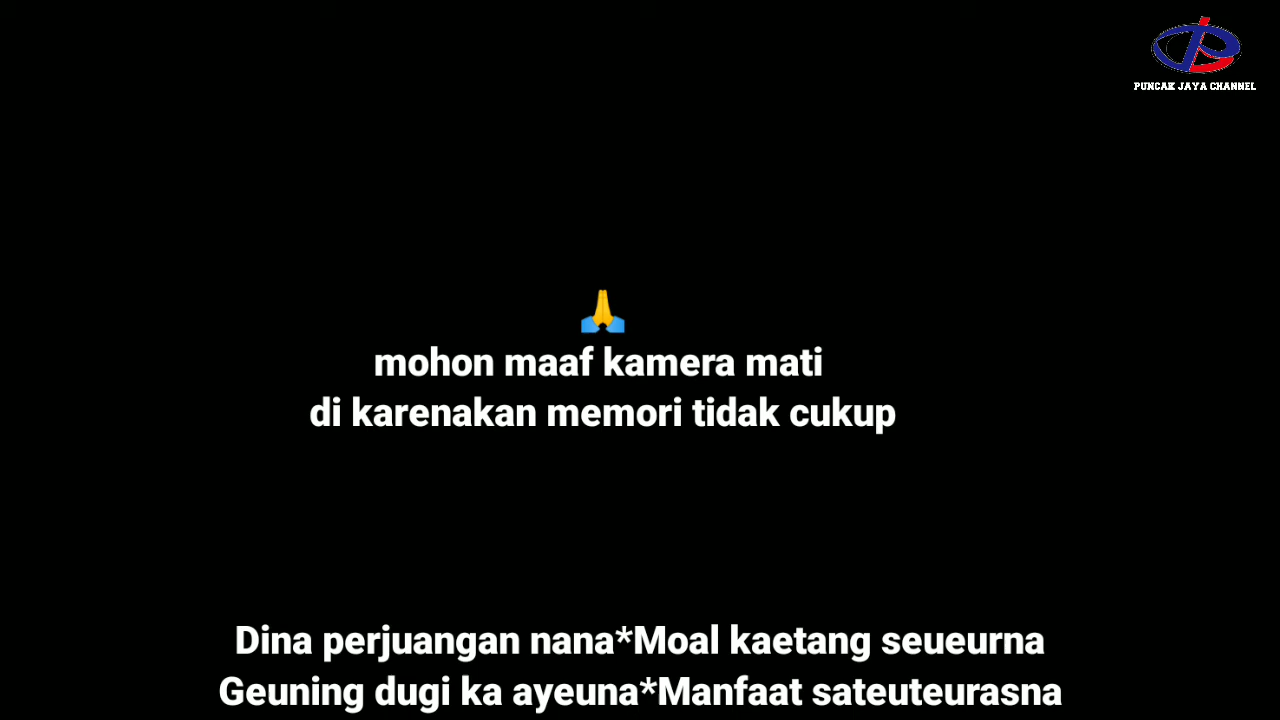 PUNCAK JAYA CHANNEL
🙏
mohon maaf kamera mati
di karenakan memori tidak cukup
Dina perjuangan nana*Moal kaetang seueurna
Geuning dugi ka ayeuna*Manfaat sateuteurasna